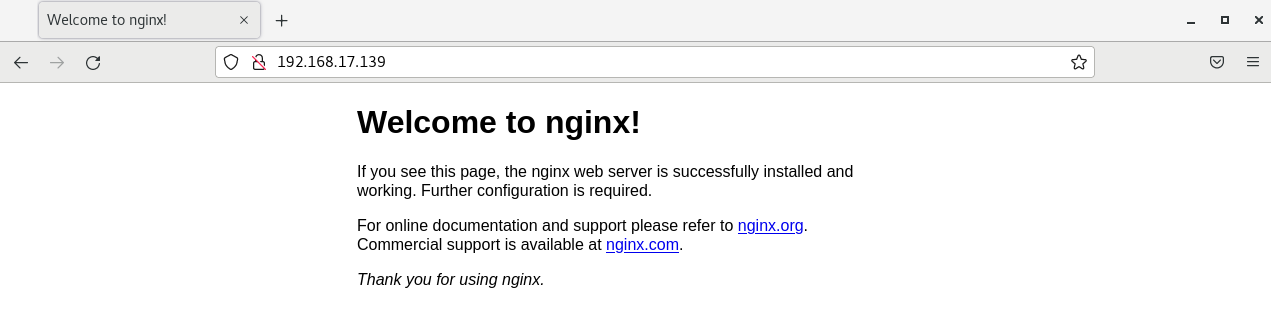 Welcome to nginx!
192.168.17.139
Welcome to nginx!
If you see this page, the nginx web server is successfully installed and
working. Further configuration is required.
For online documentation and support please refer to nginx.org.
Commercial support is available at nginx.com.
Thank you for using nginx.